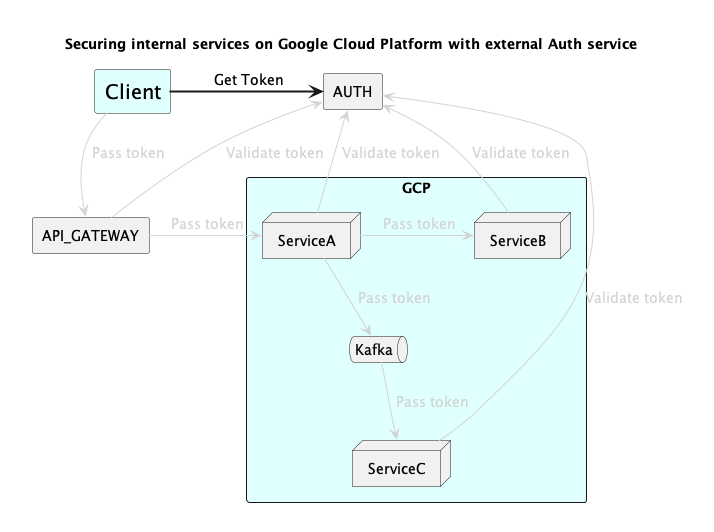 Securing internal services on Google Cloud Platform with external Auth service
Client
Get Token
AUTH
Pass token
Validate token
Validate token
Validate token
GCP
API_GATEWAY
Pass token
ServiceA
Pass token
ServiceB
Pass token
Validate token
Kafka
Pass token
ServiceC